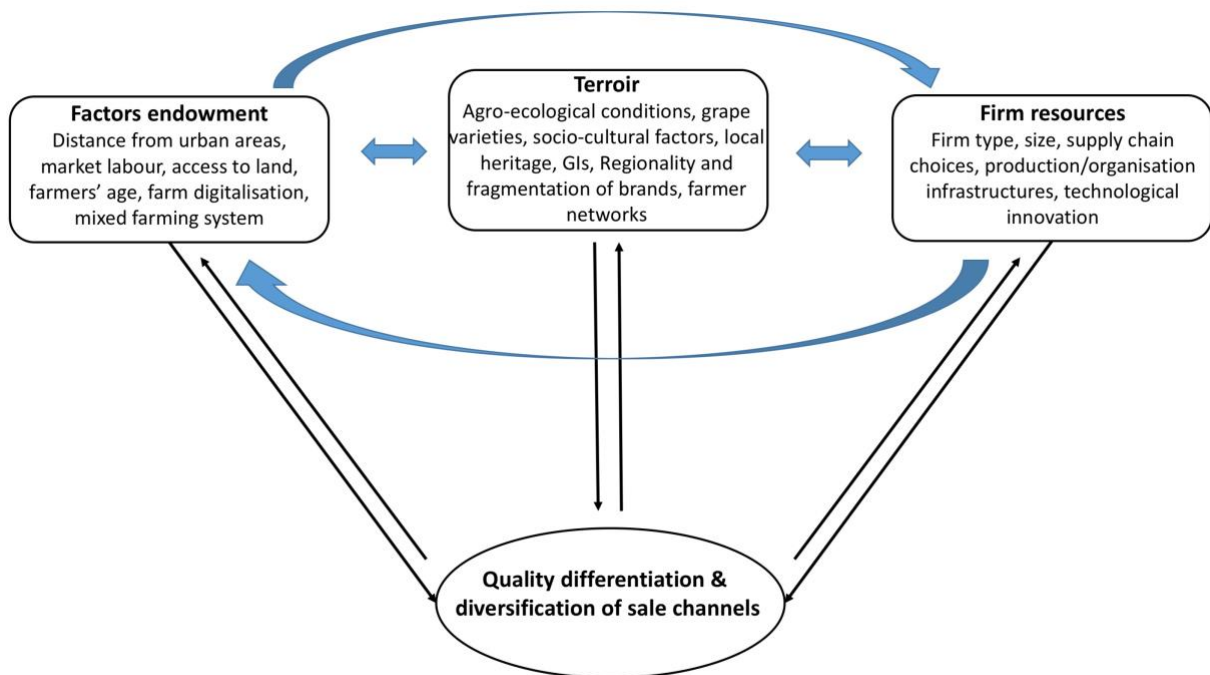 Factors endowment
Distance from urban areas,
market labour, access to land,
farmers' age, farm digitalisation,
mixed farming system
Terroir
Agro-ecological conditions, grape
varieties, socio-cultural factors, local
heritage, GIs, Regionality and
fragmentation of brands, farmer
networks
Firm resources
Firm type, size, supply chain
choices, production/organisation
infrastructures, technological
innovation
Quality differentiation &
diversification of sale channels